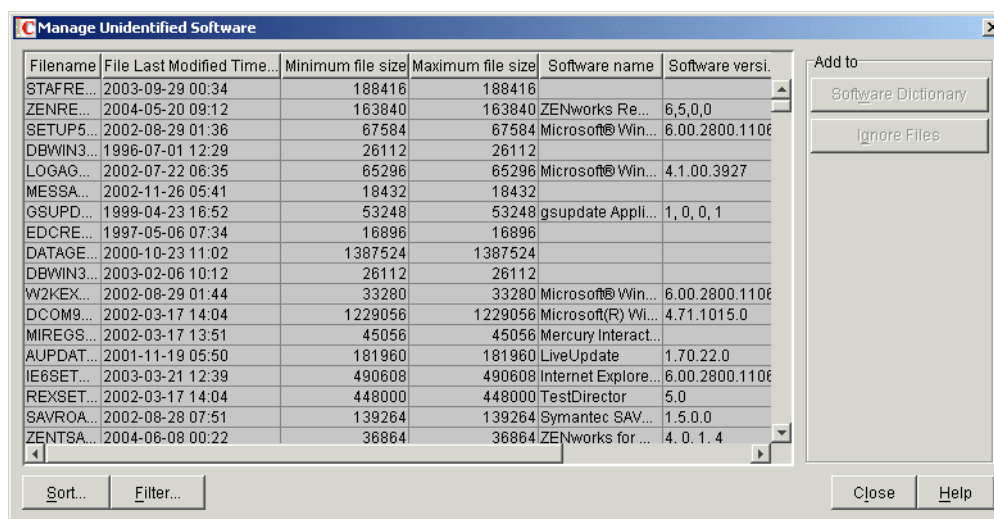 Manage Unidentified Software
Filename File Last Modified Time... Minimum file size Maximum file size Software name Software versi.
STAFRE... 2003-09-29 00:34 188416 188416
ZENRE... 2004-05-20 09:12 163840 163840 ZENworks Re... 6,5,0,0
SETUP5... 2002-08-29 01:36 67584 67584 Microsoft® Win... 6.00.2800.1106
DBWIN3... 1996-07-01 12:29 26112 26112
LOGAG... 2002-07-22 06:35 65296 65296 Microsoft® Win... 4.1.00.3927
MESSA... 2002-11-26 05:41 18432 18432
GSUPD... 1999-04-23 16:52 53248 53248 gsupdate Appli... 1, 0, 0, 1
EDCRE... 1997-05-06 07:34 16896 16896
DATAGE... 2000-10-23 11:02 1387524 1387524
DBWIN3... 2003-02-06 10:12 26112 26112
W2KEX... 2002-08-29 01:44 33280 33280 Microsoft® Win... 6.00.2800.1106
DCOM9... 2002-03-17 14:04 1229056 1229056 Microsoft(R) Wi... 4.71.1015.0
MIREGS... 2002-03-17 13:51 45056 45056 Mercury Interact...
AUPDAT... 2001-11-19 05:50 181960 181960 LiveUpdate 1.70.22.0
IE6SET... 2003-03-21 12:39 490608 490608 Internet Explore... 6.00.2800.1106
REXSET... 2002-03-17 14:04 448000 448000 TestDirector 5.0
SAVROA... 2002-08-28 07:51 139264 139264 Symantec SAV... 1.5.0.0
ZENTSA... 2004-06-08 00:22 36864 36864 ZENworks for ... 4. 0. 1. 4
Add to
Software Dictionary
Ignore Files
Sort... Filter... Close Help